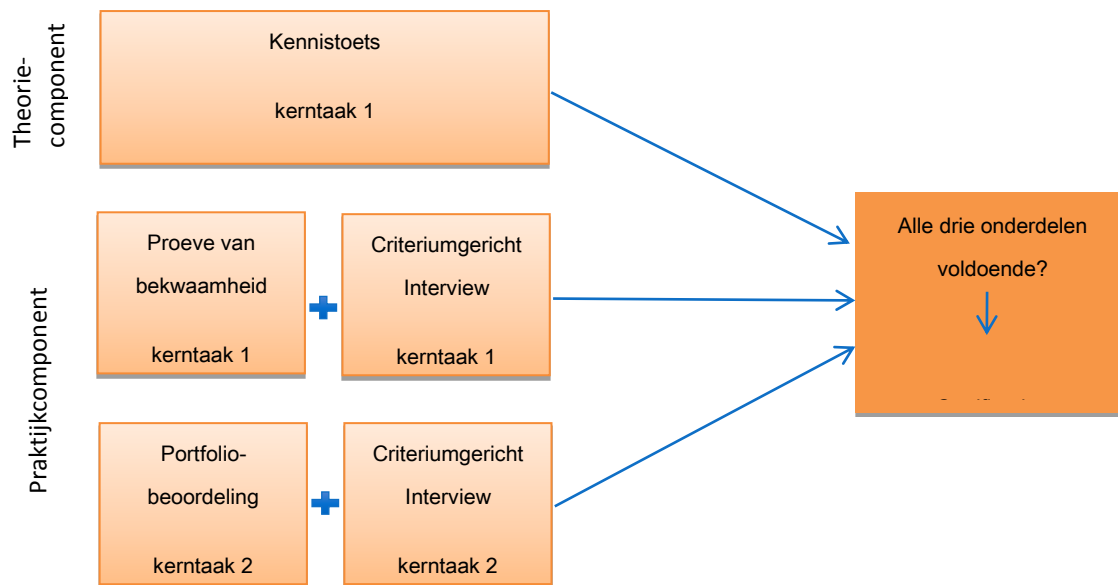 Theorie-
component
Kennistoets
kerntaak 1
Praktijkcomponent
Proeve van
bekwaamheid
kerntaak 1
Criteriumgericht
Interview
kerntaak 1
Portfolio-
beoordeling
kerntaak 2
Criteriumgericht
Interview
kerntaak 2
Alle drie onderdelen
voldoende?